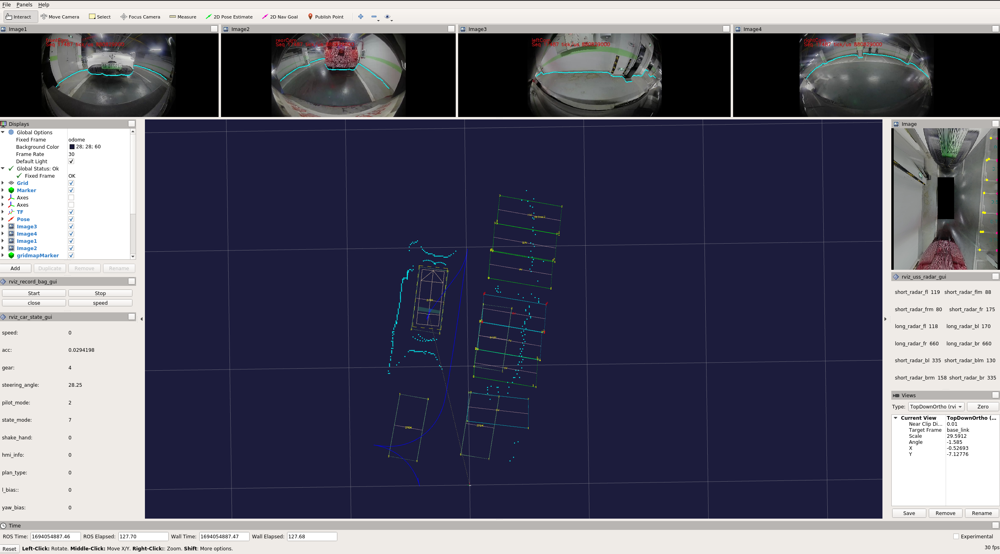 File Panels Help
Interact Move Camera Select Focus Camera Measure 2D Pose Estimate 2D Nav Goal Publish Point
Image1
Image2
Image3
Image4
frontCam
Seq 17487 tick/us 880829000
rearCam
Seq 17487 tick/us 880829000
leftCam
Seq 17487 tick/us 880829000
rightCam
Seq 17487 tick/us 880829000
Displays
Global Options
Fixed Frame odome
Background Color 28; 28; 60
Frame Rate 30
Default Light
Global Status: Ok
Fixed Frame OK
Grid
Marker
Axes
Axes
TF
Pose
Image3
Image4
Image1
Image2
gridmapMarker
Add Duplicate Remove Rename
rviz_record_bag_gui
Start Stop
close speed
rviz_car_state_gui
speed: 0
acc: 0.0294198
gear: 4
steering_angle: 28.25
pilot_mode: 2
state_mode: 7
shake_hand: 0
hmi_info: 0
plan_type: 0
l_bias:: 0
yaw_bias: 0
10V
9V
270H
271H
Image
rviz_uss_radar_gui
short_radar_fl 119 short_radar_flm 88
short_radar_frm 80 short_radar_fr 175
long_radar_fl 118 long_radar_bl 170
long_radar_fr 660 long_radar_br 660
short_radar_bl 335 short_radar_blm 130
short_radar_brm 158 short_radar_br 335
Views
Type: TopDownOrtho (rvi Zero
Current View TopDownOrtho (...
Near Clip Di... 0.01
Target Frame base_link
Scale 29.5912
Angle -1.585
X -0.52693
Y -7.12776
Save Remove Rename
Time
ROS Time: 1694054887.46 ROS Elapsed: 127.70 Wall Time: 1694054887.47 Wall Elapsed: 127.68 Experimental
Reset Left-Click: Rotate. Middle-Click: Move X/Y. Right-Click:: Zoom. Shift: More options. 30 fps